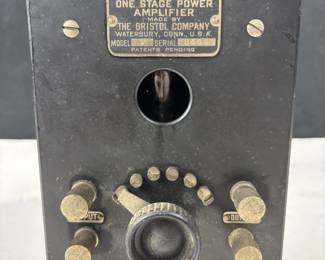 ONE STAGE POWER
AMPLIFIER
MADE BY
THE BRISTOL COMPANY
WATERBURY, CONN., U.S.A.
MODEL SERIAL
PATENTS PENDING